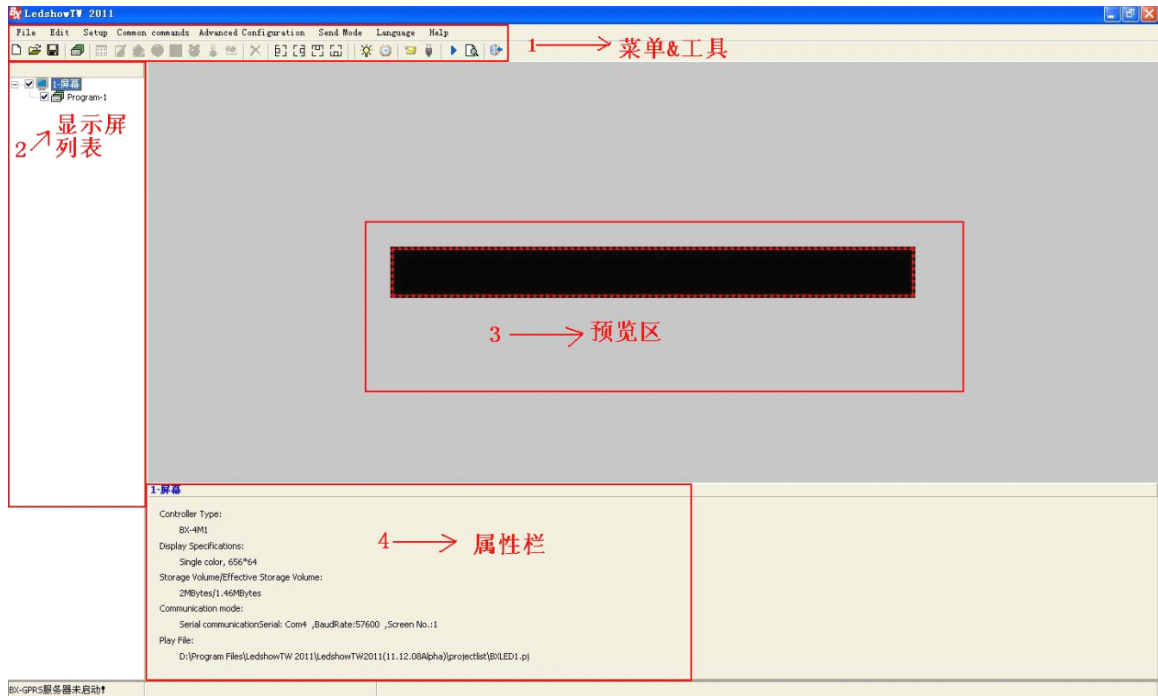 LedshowTW 2011
File Edit Setup Common commands Advanced Configuration Send Mode Language Help
1 菜单&工具
1-屏幕
Program-1
2 显示屏
列表
3 预览区
1-屏幕
Controller Type:
BX-4M1
Display Specifications:
Single color, 656*64
Storage Volume/Effective Storage Volume:
2MBytes/1.46MBytes
Communication mode:
Serial communicationSerial: Com4 ,BaudRate:57600 ,Screen No.:1
Play File:
D:\Program Files\LedshowTW 2011\LedshowTW2011(11.12.08Alpha)\projectlist\BXLED1.pj
4 属性栏
BX-GPRS服务器未启动!